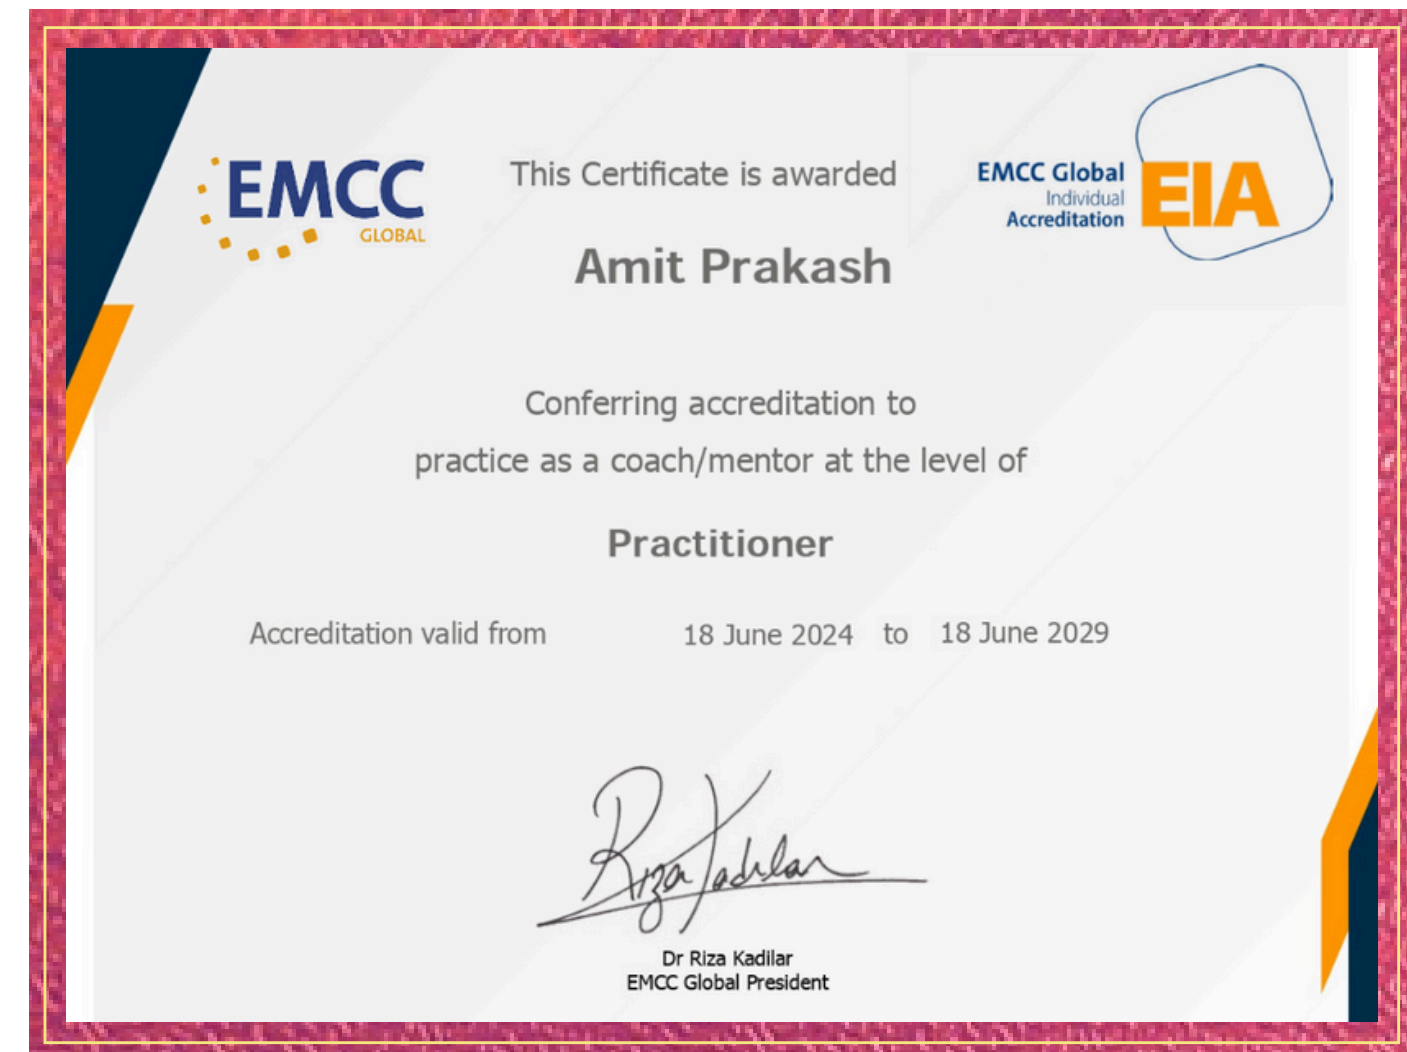 EMCC
GLOBAL
This Certificate is awarded
EMCC Global
Individual
Accreditation
EIA
Amit Prakash
Conferring accreditation to
practice as a coach/mentor at the level of
Practitioner
Accreditation valid from 18 June 2024 to 18 June 2029
Riza Kadilar
Dr Riza Kadilar
EMCC Global President